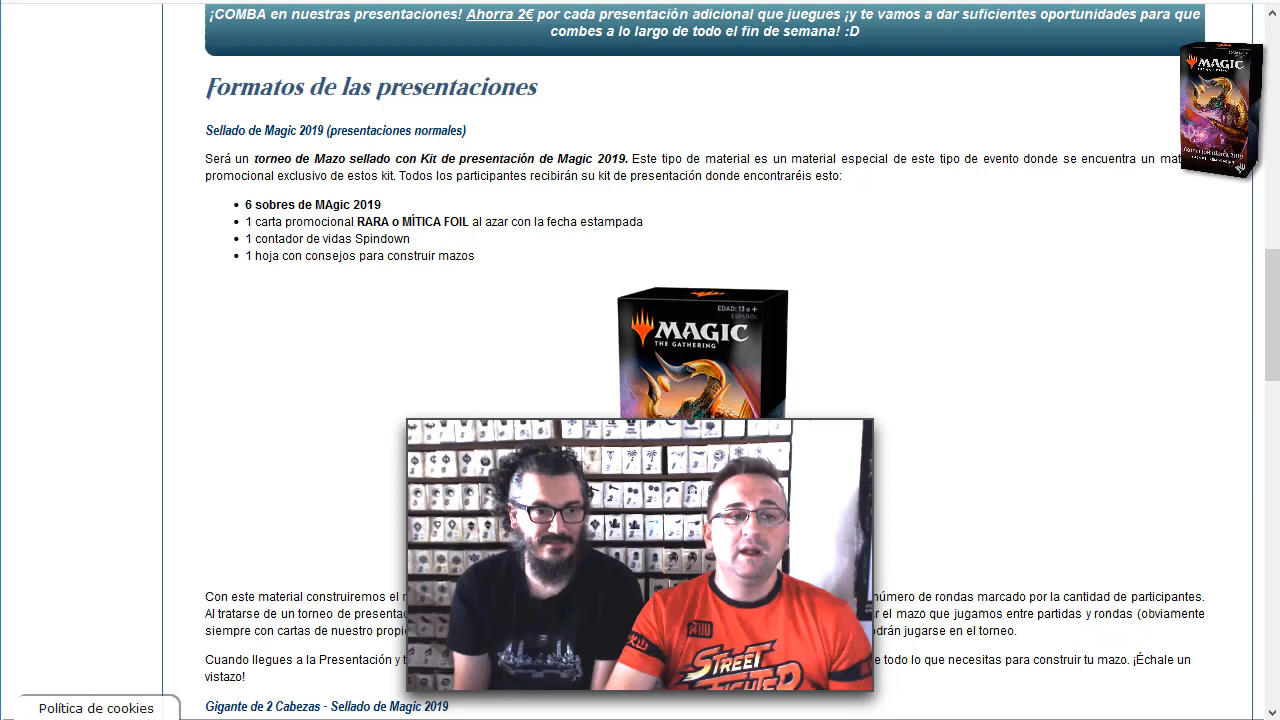 ¡COMBA en nuestras presentaciones! Ahorra 2€ por cada presentación adicional que juegues ¡y te vamos a dar suficientes oportunidades para que
combes a lo largo de todo el fin de semana! :D
Formatos de las presentaciones
MAGIC
Sellado de Magic 2019 (presentaciones normales)
Será un torneo de Mazo sellado con Kit de presentación de Magic 2019. Este tipo de material es un material especial de este tipo de evento donde se encuentra un
promocional exclusivo de estos kit. Todos los participantes recibirán su kit de presentación donde encontraréis esto:
• 6 sobres de MAgic 2019
• 1 carta promocional RARA o MÍTICA FOIL al azar con la fecha estampada
• 1 contador de vidas Spindown
• 1 hoja con consejos para construir mazos
EDAD: 13 o +
ESPAÑOL
MAGIC
THE GATHERING
Con este material construiremos el número de rondas marcado por la cantidad de participantes.
Al tratarse de un torneo de el mazo que jugamos entre partidas y rondas (obviamente
siempre con cartas de nuestro jugarse en el torneo.
Cuando llegues a la Presentación y de todo lo que necesitas para construir tu mazo. ¡Échale un
vistazo!
STREET
FIGHTER
Política de cookies
Gigante de 2 Cabezas - Sellado de Magic 2019